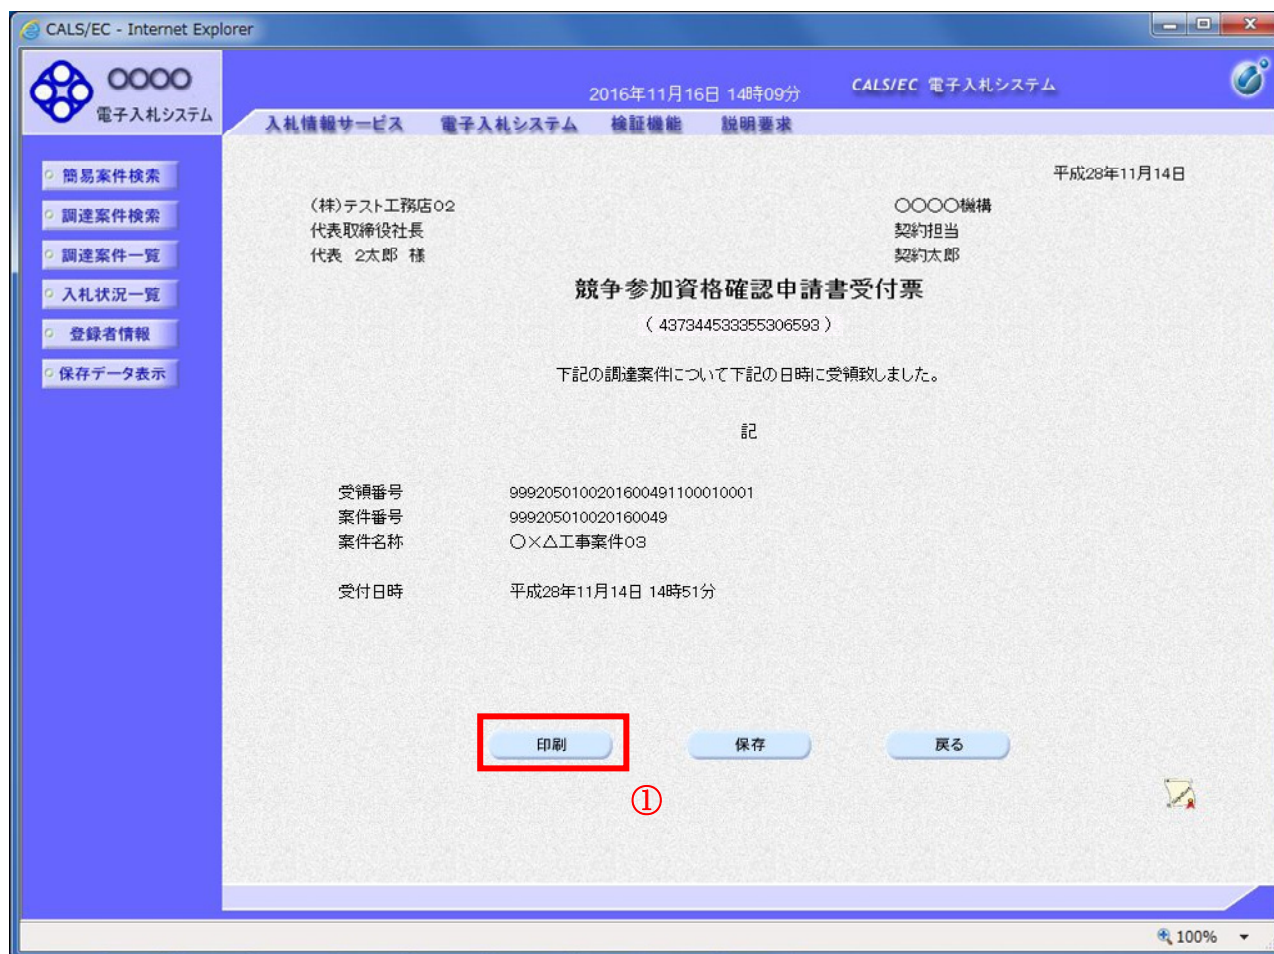 CALS/EC - Internet Explorer
○○○○
電子入札システム
2016年11月16日 14時09分
CALS/EC 電子入札システム
入札情報サービス 電子入札システム 検証機能 説明要求
簡易案件検索
調達案件検索
調達案件一覧
入札状況一覧
登録者情報
保存データ表示
平成28年11月14日
(株)テスト工務店02
代表取締役社長
代表 2太郎 様
○○○○機構
契約担当
契約太郎
競争参加資格確認申請書受付票
( 437344533355306593 )
下記の調達案件について下記の日時に受領致しました。
記
受領番号 9992050100201600491100010001
案件番号 999205010020160049
案件名称 ○×△工事案件03
受付日時 平成28年11月14日 14時51分
印刷 保存 戻る
①
100%